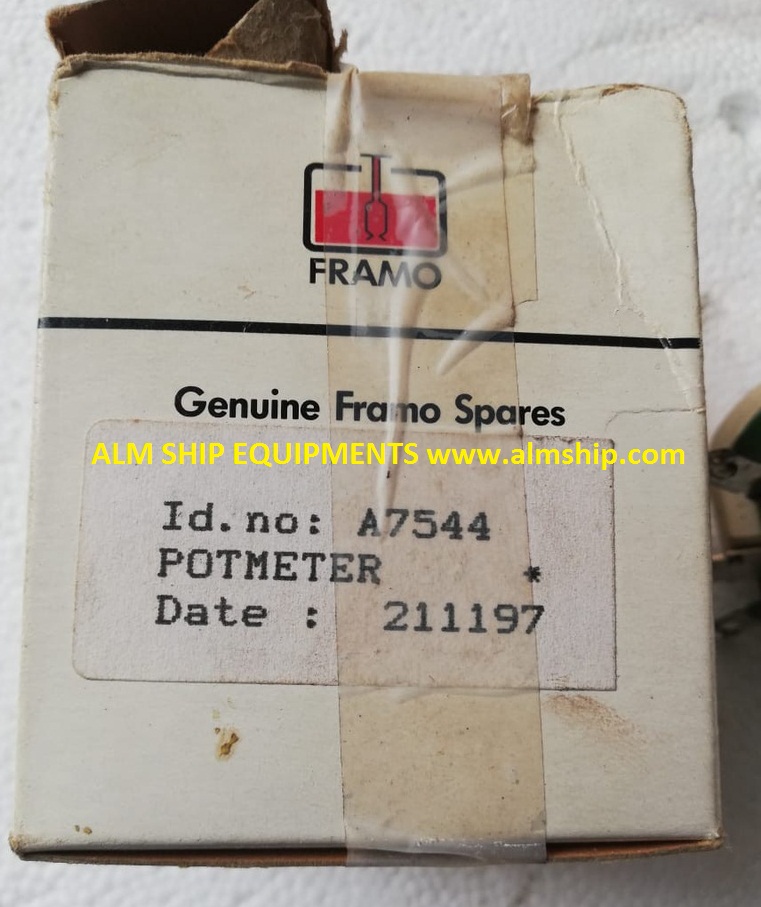 FRAMO
Genuine Framo Spares
ALM SHIP EQUIPMENTS www.almship.com
Id.no: A7544
POTMETER *
Date : 211197